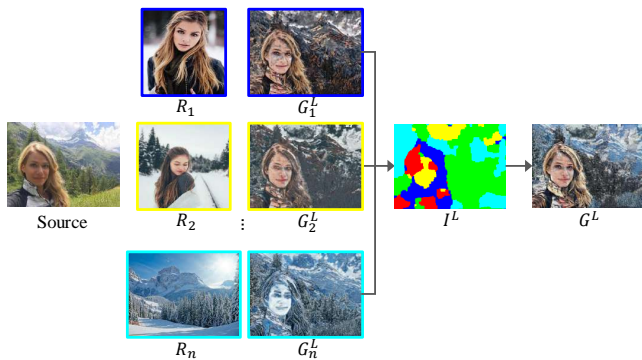 R₁
G₁ᴸ
Source
R₂
⋮
G₂ᴸ
Iᴸ
Gᴸ
Rₙ
Gₙᴸ